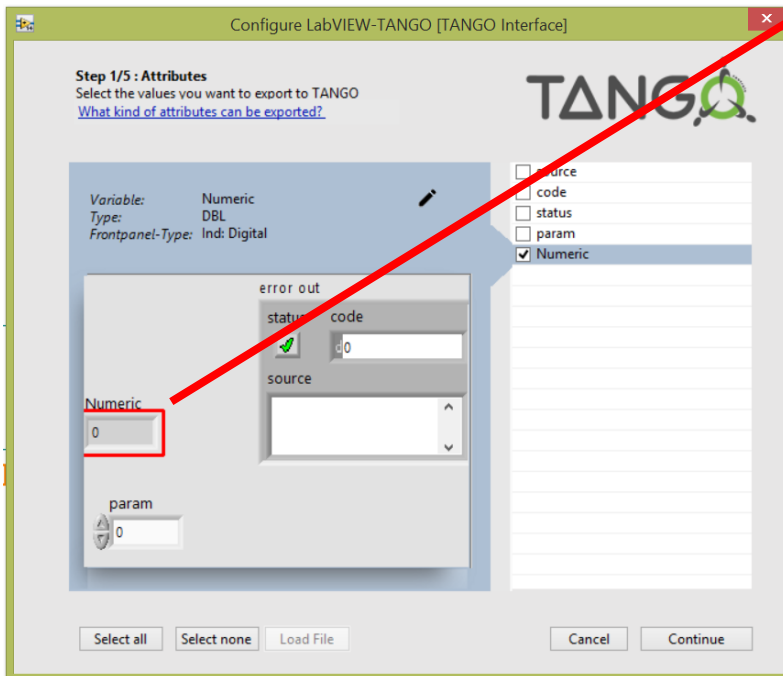 Configure LabVIEW-TANGO [TANGO Interface]
x
Step 1/5 : Attributes
Select the values you want to export to TANGO
What kind of attributes can be exported?
TANGO
Variable: Numeric
Type: DBL
Frontpanel-Type: Ind: Digital
source
code
status
param
Numeric
error out
status code
d 0
source
Numeric
0
param
0
Select all Select none Load File Cancel Continue